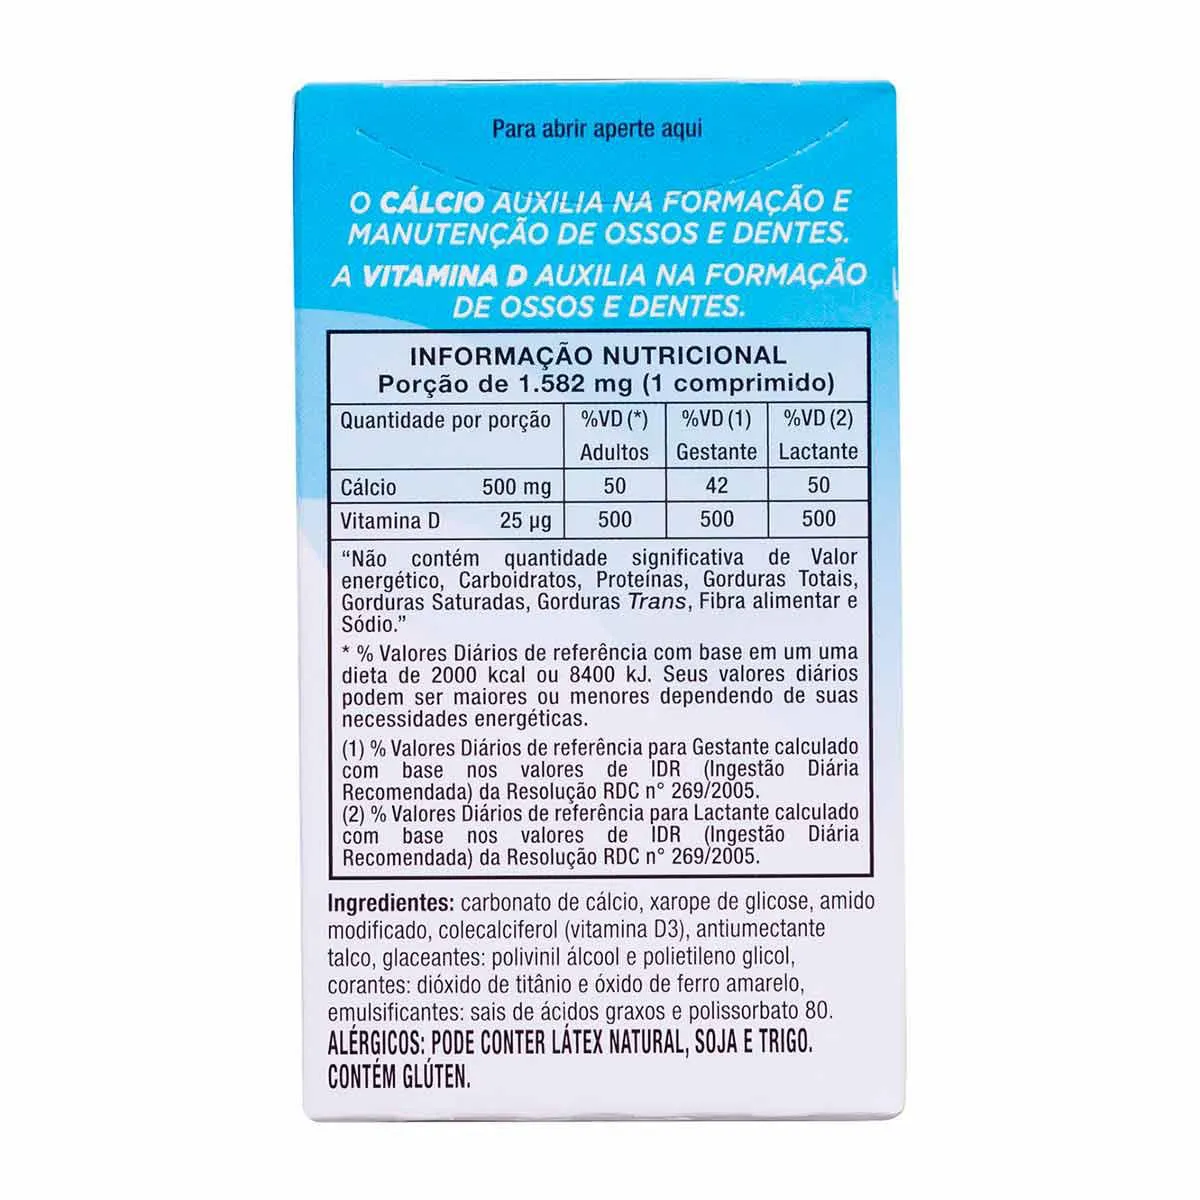 Para abrir aperte aqui
O CÁLCIO AUXILIA NA FORMAÇÃO E
MANUTENÇÃO DE OSSOS E DENTES.
A VITAMINA D AUXILIA NA FORMAÇÃO
DE OSSOS E DENTES.
INFORMAÇÃO NUTRICIONAL
Porção de 1.582 mg (1 comprimido)
Quantidade por porção %VD (*) %VD (1) %VD (2)
Adultos Gestante Lactante
Cálcio 500 mg 50 42 50
Vitamina D 25 µg 500 500 500
“Não contém quantidade significativa de Valor
energético, Carboidratos, Proteínas, Gorduras Totais,
Gorduras Saturadas, Gorduras Trans, Fibra alimentar e
Sódio.”
* % Valores Diários de referência com base em um uma
dieta de 2000 kcal ou 8400 kJ. Seus valores diários
podem ser maiores ou menores dependendo de suas
necessidades energéticas.
(1) % Valores Diários de referência para Gestante calculado
com base nos valores de IDR (Ingestão Diária
Recomendada) da Resolução RDC n° 269/2005.
(2) % Valores Diários de referência para Lactante calculado
com base nos valores de IDR (Ingestão Diária
Recomendada) da Resolução RDC n° 269/2005.
Ingredientes: carbonato de cálcio, xarope de glicose, amido
modificado, colecalciferol (vitamina D3), antiumectante
talco, glaceantes: polivinil álcool e polietileno glicol,
corantes: dióxido de titânio e óxido de ferro amarelo,
emulsificantes: sais de ácidos graxos e polissorbato 80.
ALÉRGICOS: PODE CONTER LÁTEX NATURAL, SOJA E TRIGO.
CONTÉM GLÚTEN.